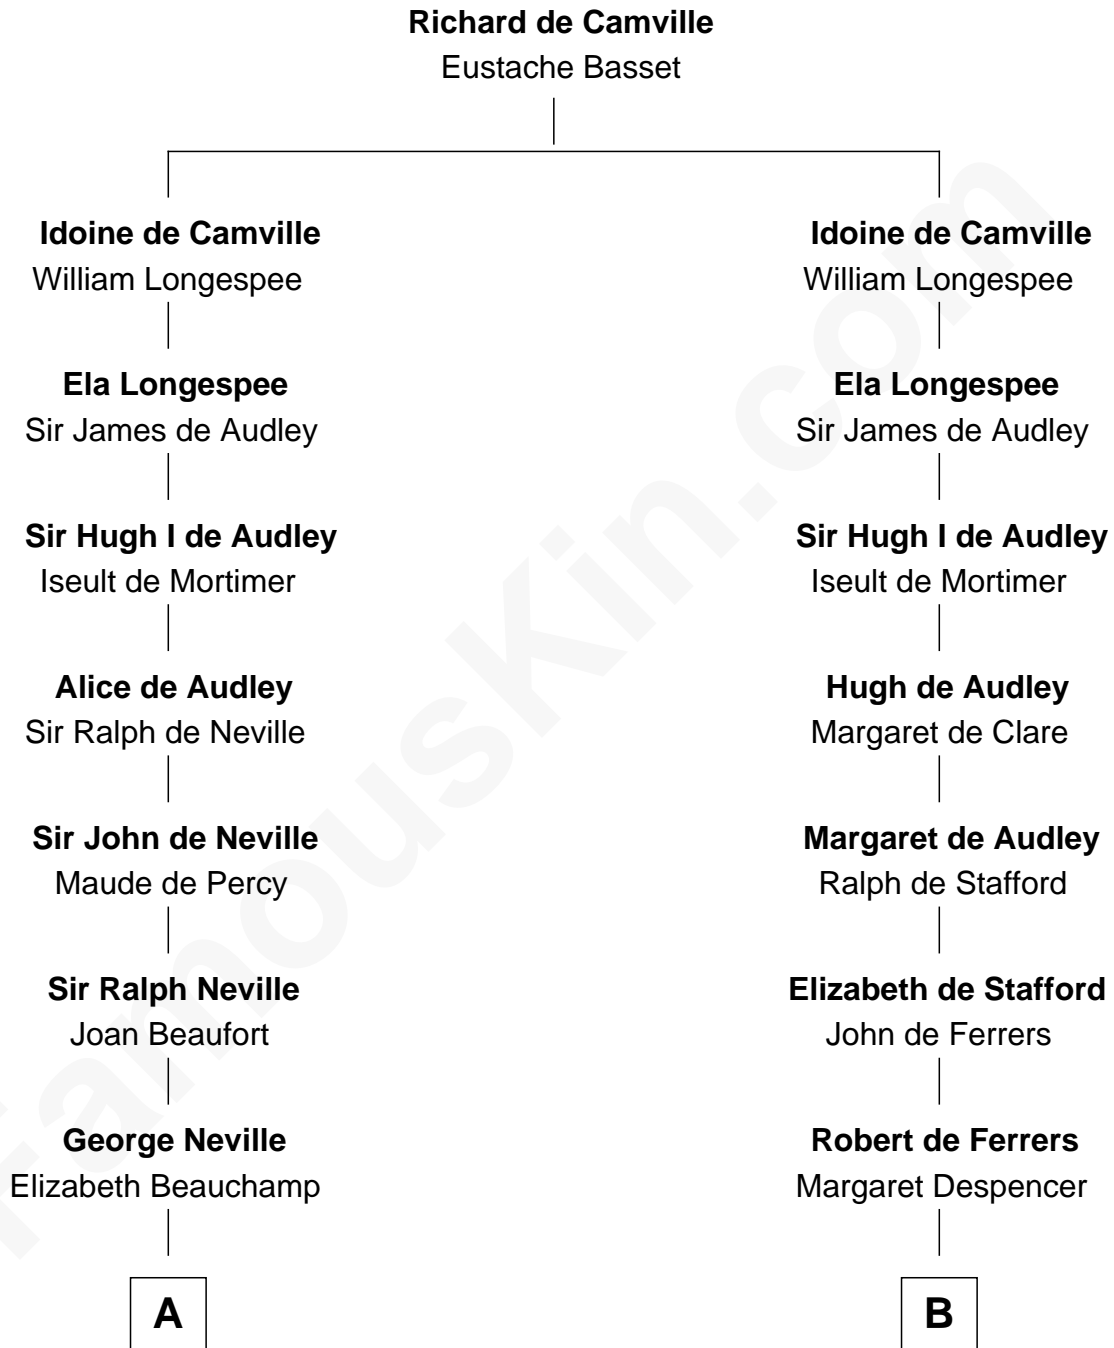 Richard de Camville
Eustache Basset
Idoine de Camville
William Longespee
Idoine de Camville
William Longespee
Ela Longespee
Sir James de Audley
Ela Longespee
Sir James de Audley
Sir Hugh I de Audley
Iseult de Mortimer
Sir Hugh I de Audley
Iseult de Mortimer
Alice de Audley
Sir Ralph de Neville
Hugh de Audley
Margaret de Clare
Sir John de Neville
Maude de Percy
Margaret de Audley
Ralph de Stafford
Sir Ralph Neville
Joan Beaufort
Elizabeth de Stafford
John de Ferrers
George Neville
Elizabeth Beauchamp
Robert de Ferrers
Margaret Despencer
A
B
FamousKin.com